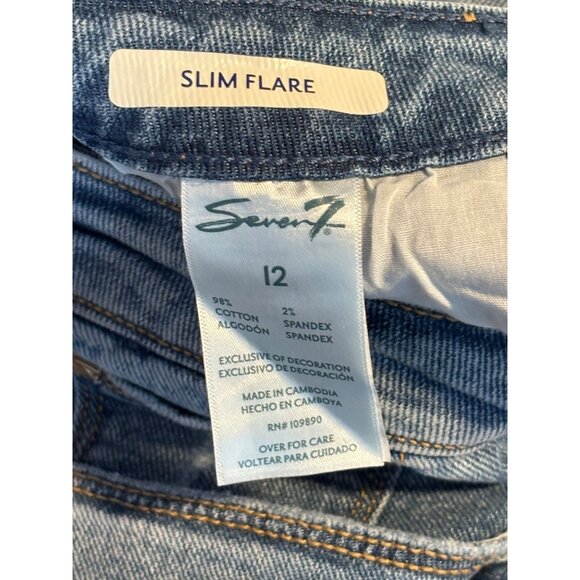 SLIM FLARE
Seven7
®
12
98% 2%
COTTON SPANDEX
ALGODÓN SPANDEX
EXCLUSIVE OF DECORATION
EXCLUSIVO DE DECORACIÓN
MADE IN CAMBODIA
HECHO EN CAMBOYA
RN# 109890
OVER FOR CARE
VOLTEAR PARA CUIDADO